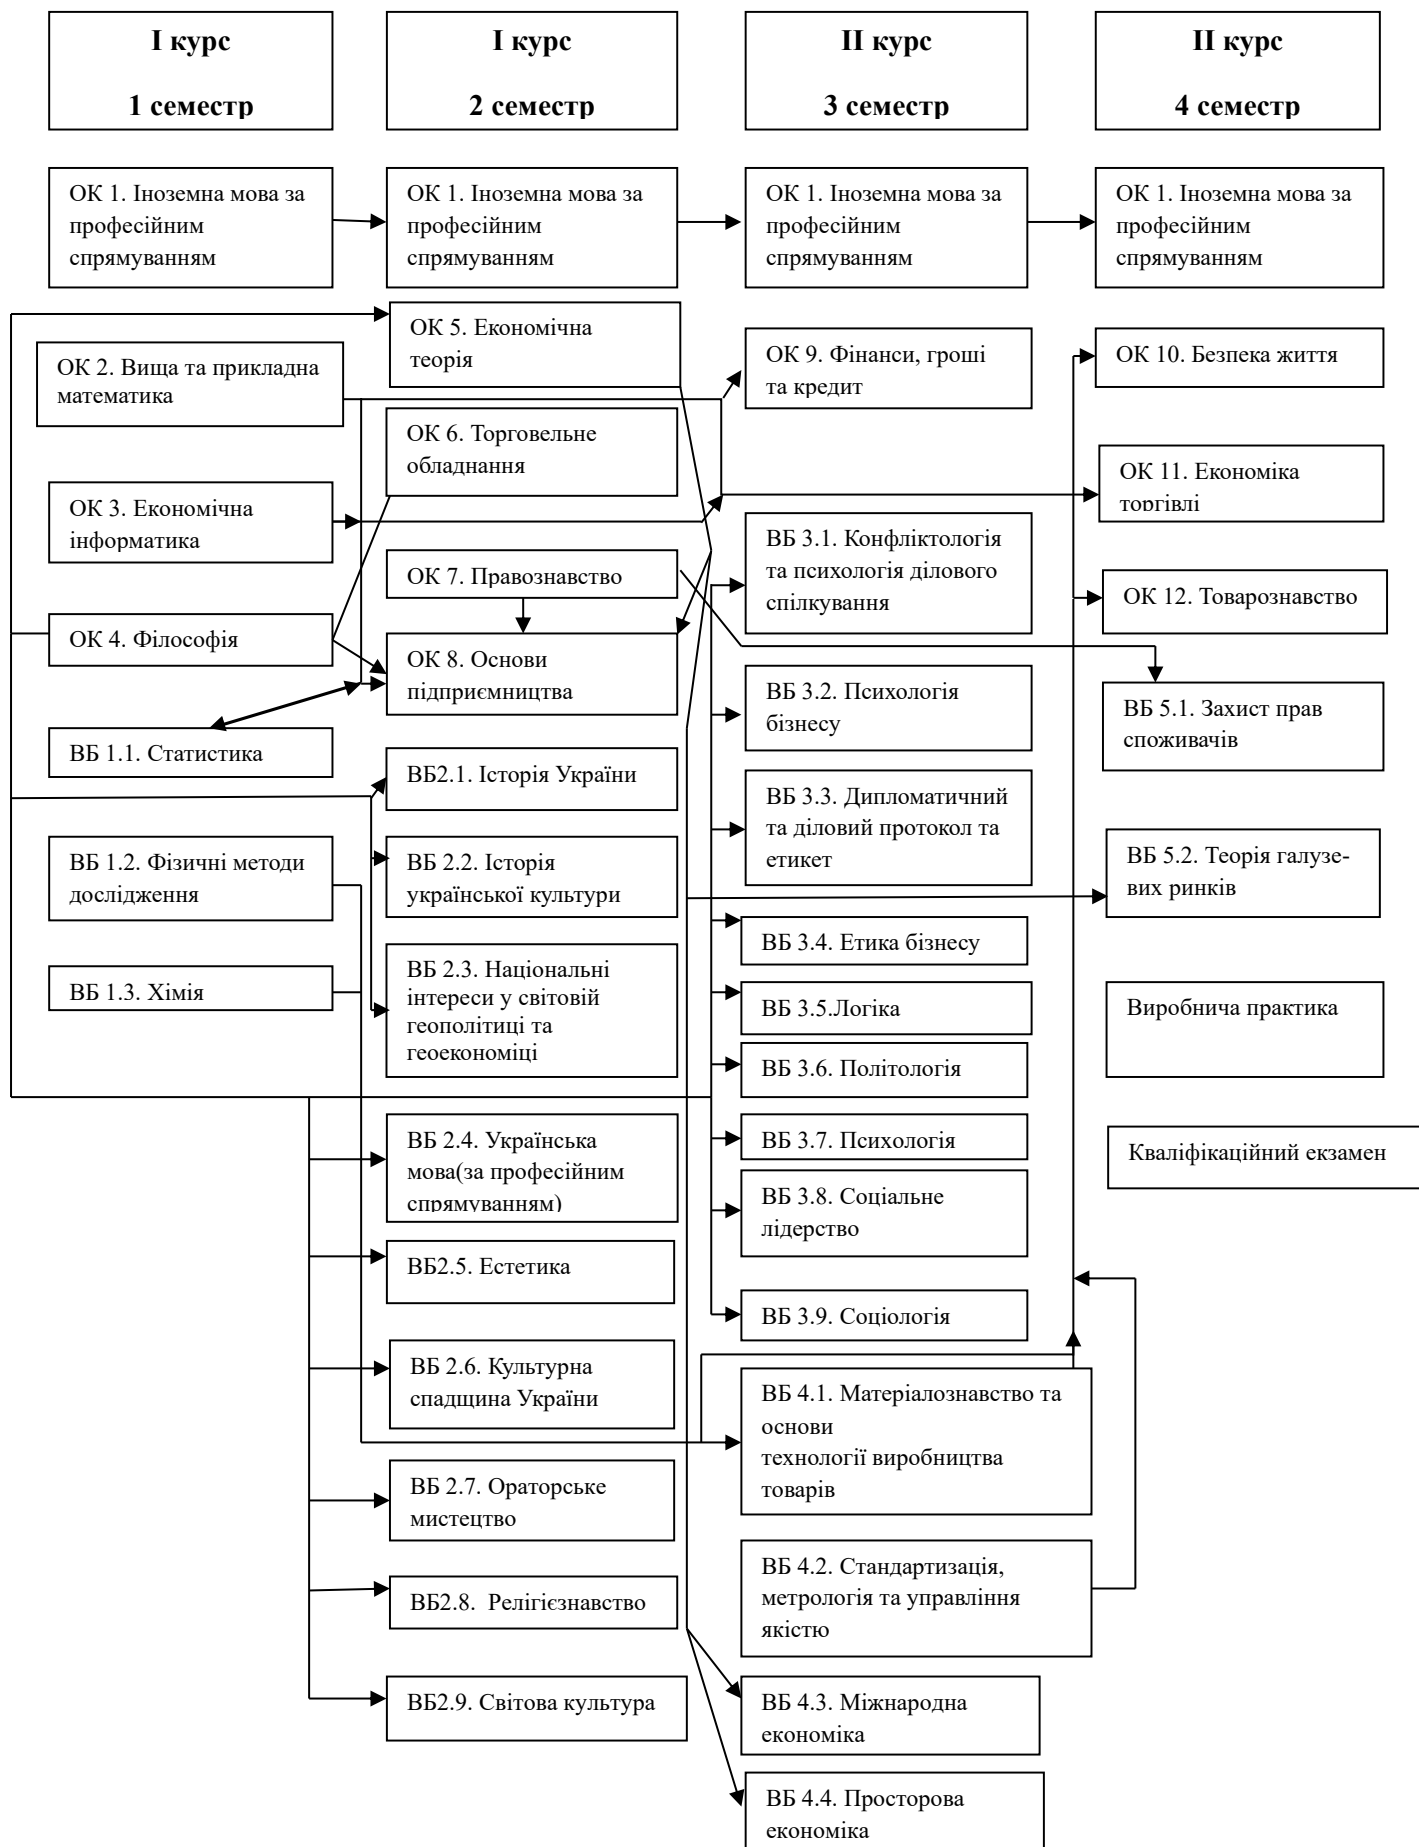 І курс
1 семестр
І курс
2 семестр
ІІ курс
3 семестр
ІІ курс
4 семестр
ОК 1. Іноземна мова за
професійним
спрямуванням
ОК 1. Іноземна мова за
професійним
спрямуванням
ОК 1. Іноземна мова за
професійним
спрямуванням
ОК 1. Іноземна мова за
професійним
спрямуванням
ОК 2. Вища та прикладна
математика
ОК 3. Економічна
інформатика
ОК 4. Філософія
ВБ 1.1. Статистика
ВБ 1.2. Фізичні методи
дослідження
ВБ 1.3. Хімія
ОК 5. Економічна
теорія
ОК 6. Торговельне
обладнання
ОК 7. Правознавство
ОК 8. Основи
підприємництва
ВБ2.1. Історія України
ВБ 2.2. Історія
української культури
ВБ 2.3. Національні
інтереси у світовій
геополітиці та
геоекономіці
ВБ 2.4. Українська
мова(за професійним
спрямуванням)
ВБ2.5. Естетика
ВБ 2.6. Культурна
спадщина України
ВБ 2.7. Ораторське
мистецтво
ВБ2.8.  Релігієзнавство
ВБ2.9. Світова культура
ОК 9. Фінанси, гроші
та кредит
ВБ 3.1. Конфліктологія
та психологія ділового
спілкування
ВБ 3.2. Психологія
бізнесу
ВБ 3.3. Дипломатичний
та діловий протокол та
етикет
ВБ 3.4. Етика бізнесу
ВБ 3.5.Логіка
ВБ 3.6. Політологія
ВБ 3.7. Психологія
ВБ 3.8. Соціальне
лідерство
ВБ 3.9. Соціологія
ВБ 4.1. Матеріалознавство та
основи
технології виробництва
товарів
ВБ 4.2. Стандартизація,
метрологія та управління
якістю
ВБ 4.3. Міжнародна
економіка
ВБ 4.4. Просторова
економіка
ОК 10. Безпека життя
ОК 11. Економіка
торгівлі
ОК 12. Товарознавство
ВБ 5.1. Захист прав
споживачів
ВБ 5.2. Теорія галузе-
вих ринків
Виробнича практика
Кваліфікаційний екзамен